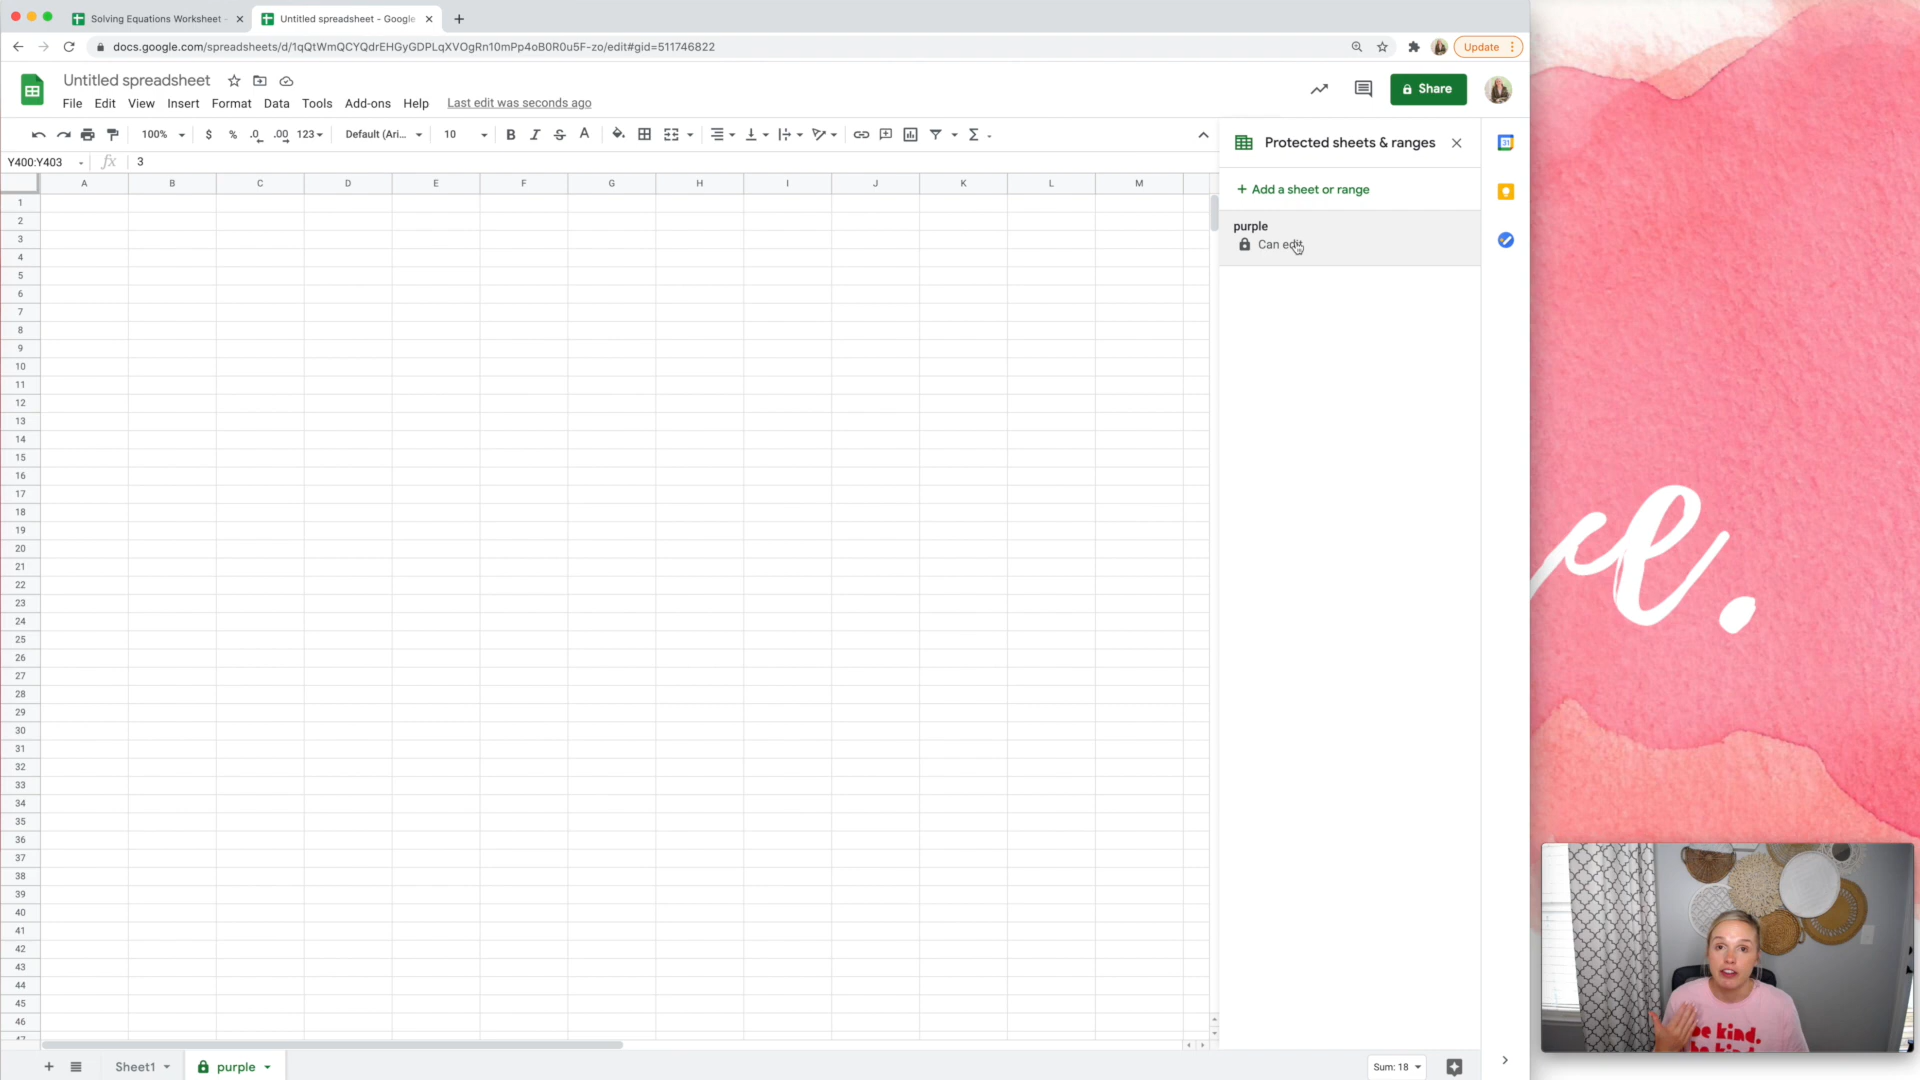 Solving Equations Worksheet -
Untitled spreadsheet - Google
docs.google.com/spreadsheets/d/1qQtWmQCYQdrEHGyGDPLqXVOgRn10mPp4oB0R0u5F-zo/edit#gid=511746822
Update
Untitled spreadsheet
File Edit View Insert Format Data Tools Add-ons Help Last edit was seconds ago
Share
100% $ % .0 .00 123 Default (Ari... 10 B I S A Σ
Y400:Y403 fx 3
Protected sheets & ranges
31
+ Add a sheet or range
purple
Can edit
A B C D E F G H I J K L M
1
2
3
4
5
6
7
8
9
10
11
12
13
14
15
16
17
18
19
20
21
22
23
24
25
26
27
28
29
30
31
32
33
34
35
36
37
38
39
40
41
42
43
44
45
46
47
be kind.
be kind.
+ Sheet1 purple
Sum: 18